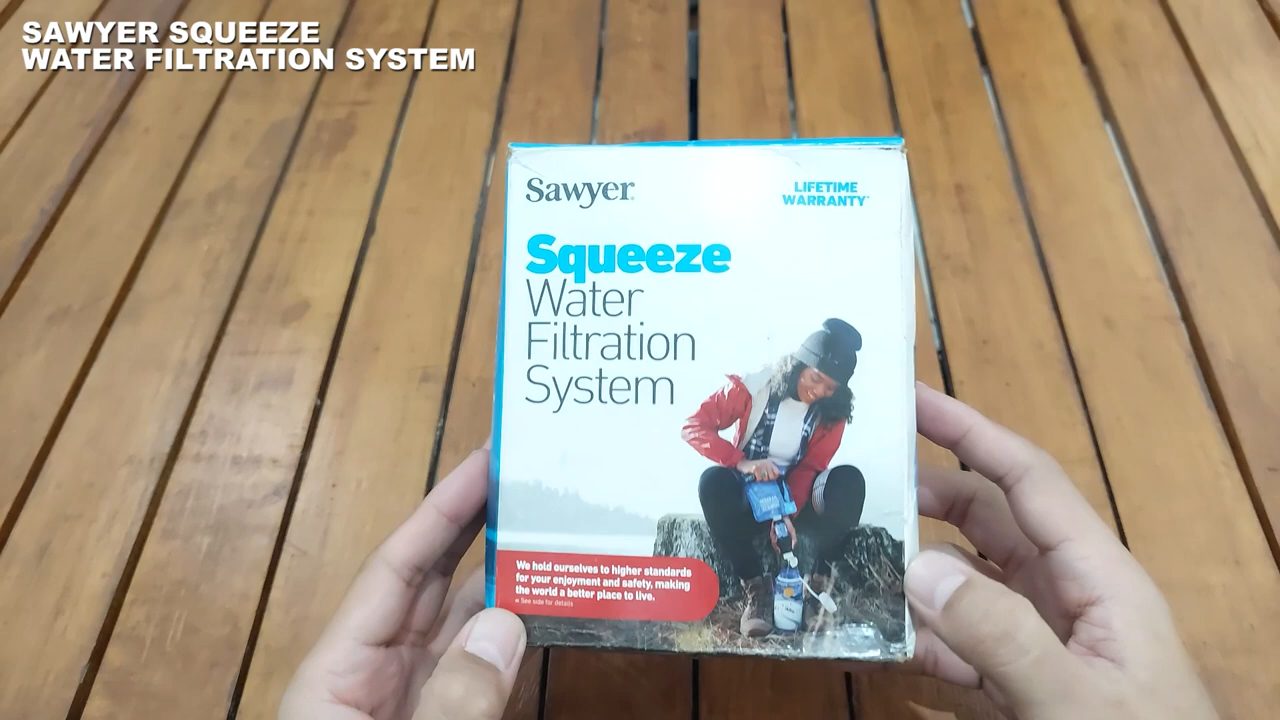 SAWYER SQUEEZE
WATER FILTRATION SYSTEM
Sawyer®
LIFETIME
WARRANTY*
Squeeze
Water
Filtration
System
We hold ourselves to higher standards
for your enjoyment and safety, making
the world a better place to live.
See side for details